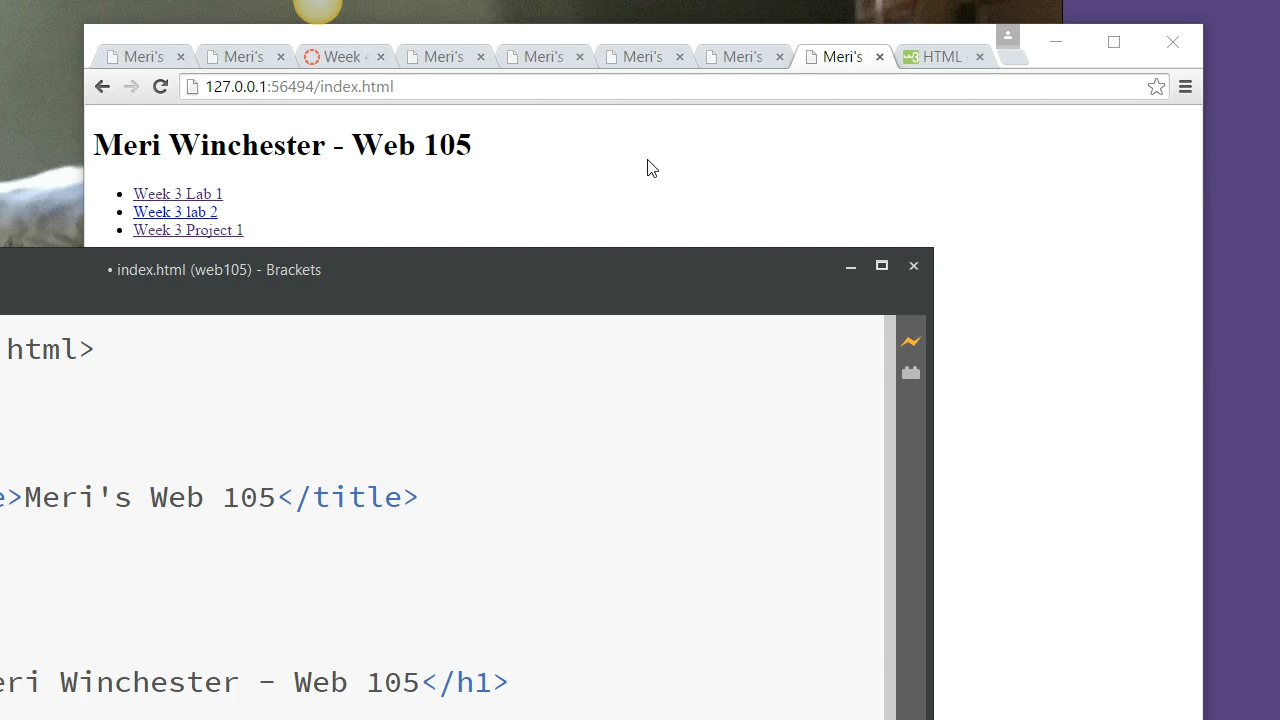 Meri's
Meri's
Week
Meri's
Meri's
Meri's
Meri's
Meri's
w3
HTML
127.0.0.1:56494/index.html
Meri Winchester - Web 105
• Week 3 Lab 1
• Week 3 lab 2
• Week 3 Project 1
• index.html (web105) - Brackets
html>
e>Meri's Web 105</title>
eri Winchester - Web 105</h1>